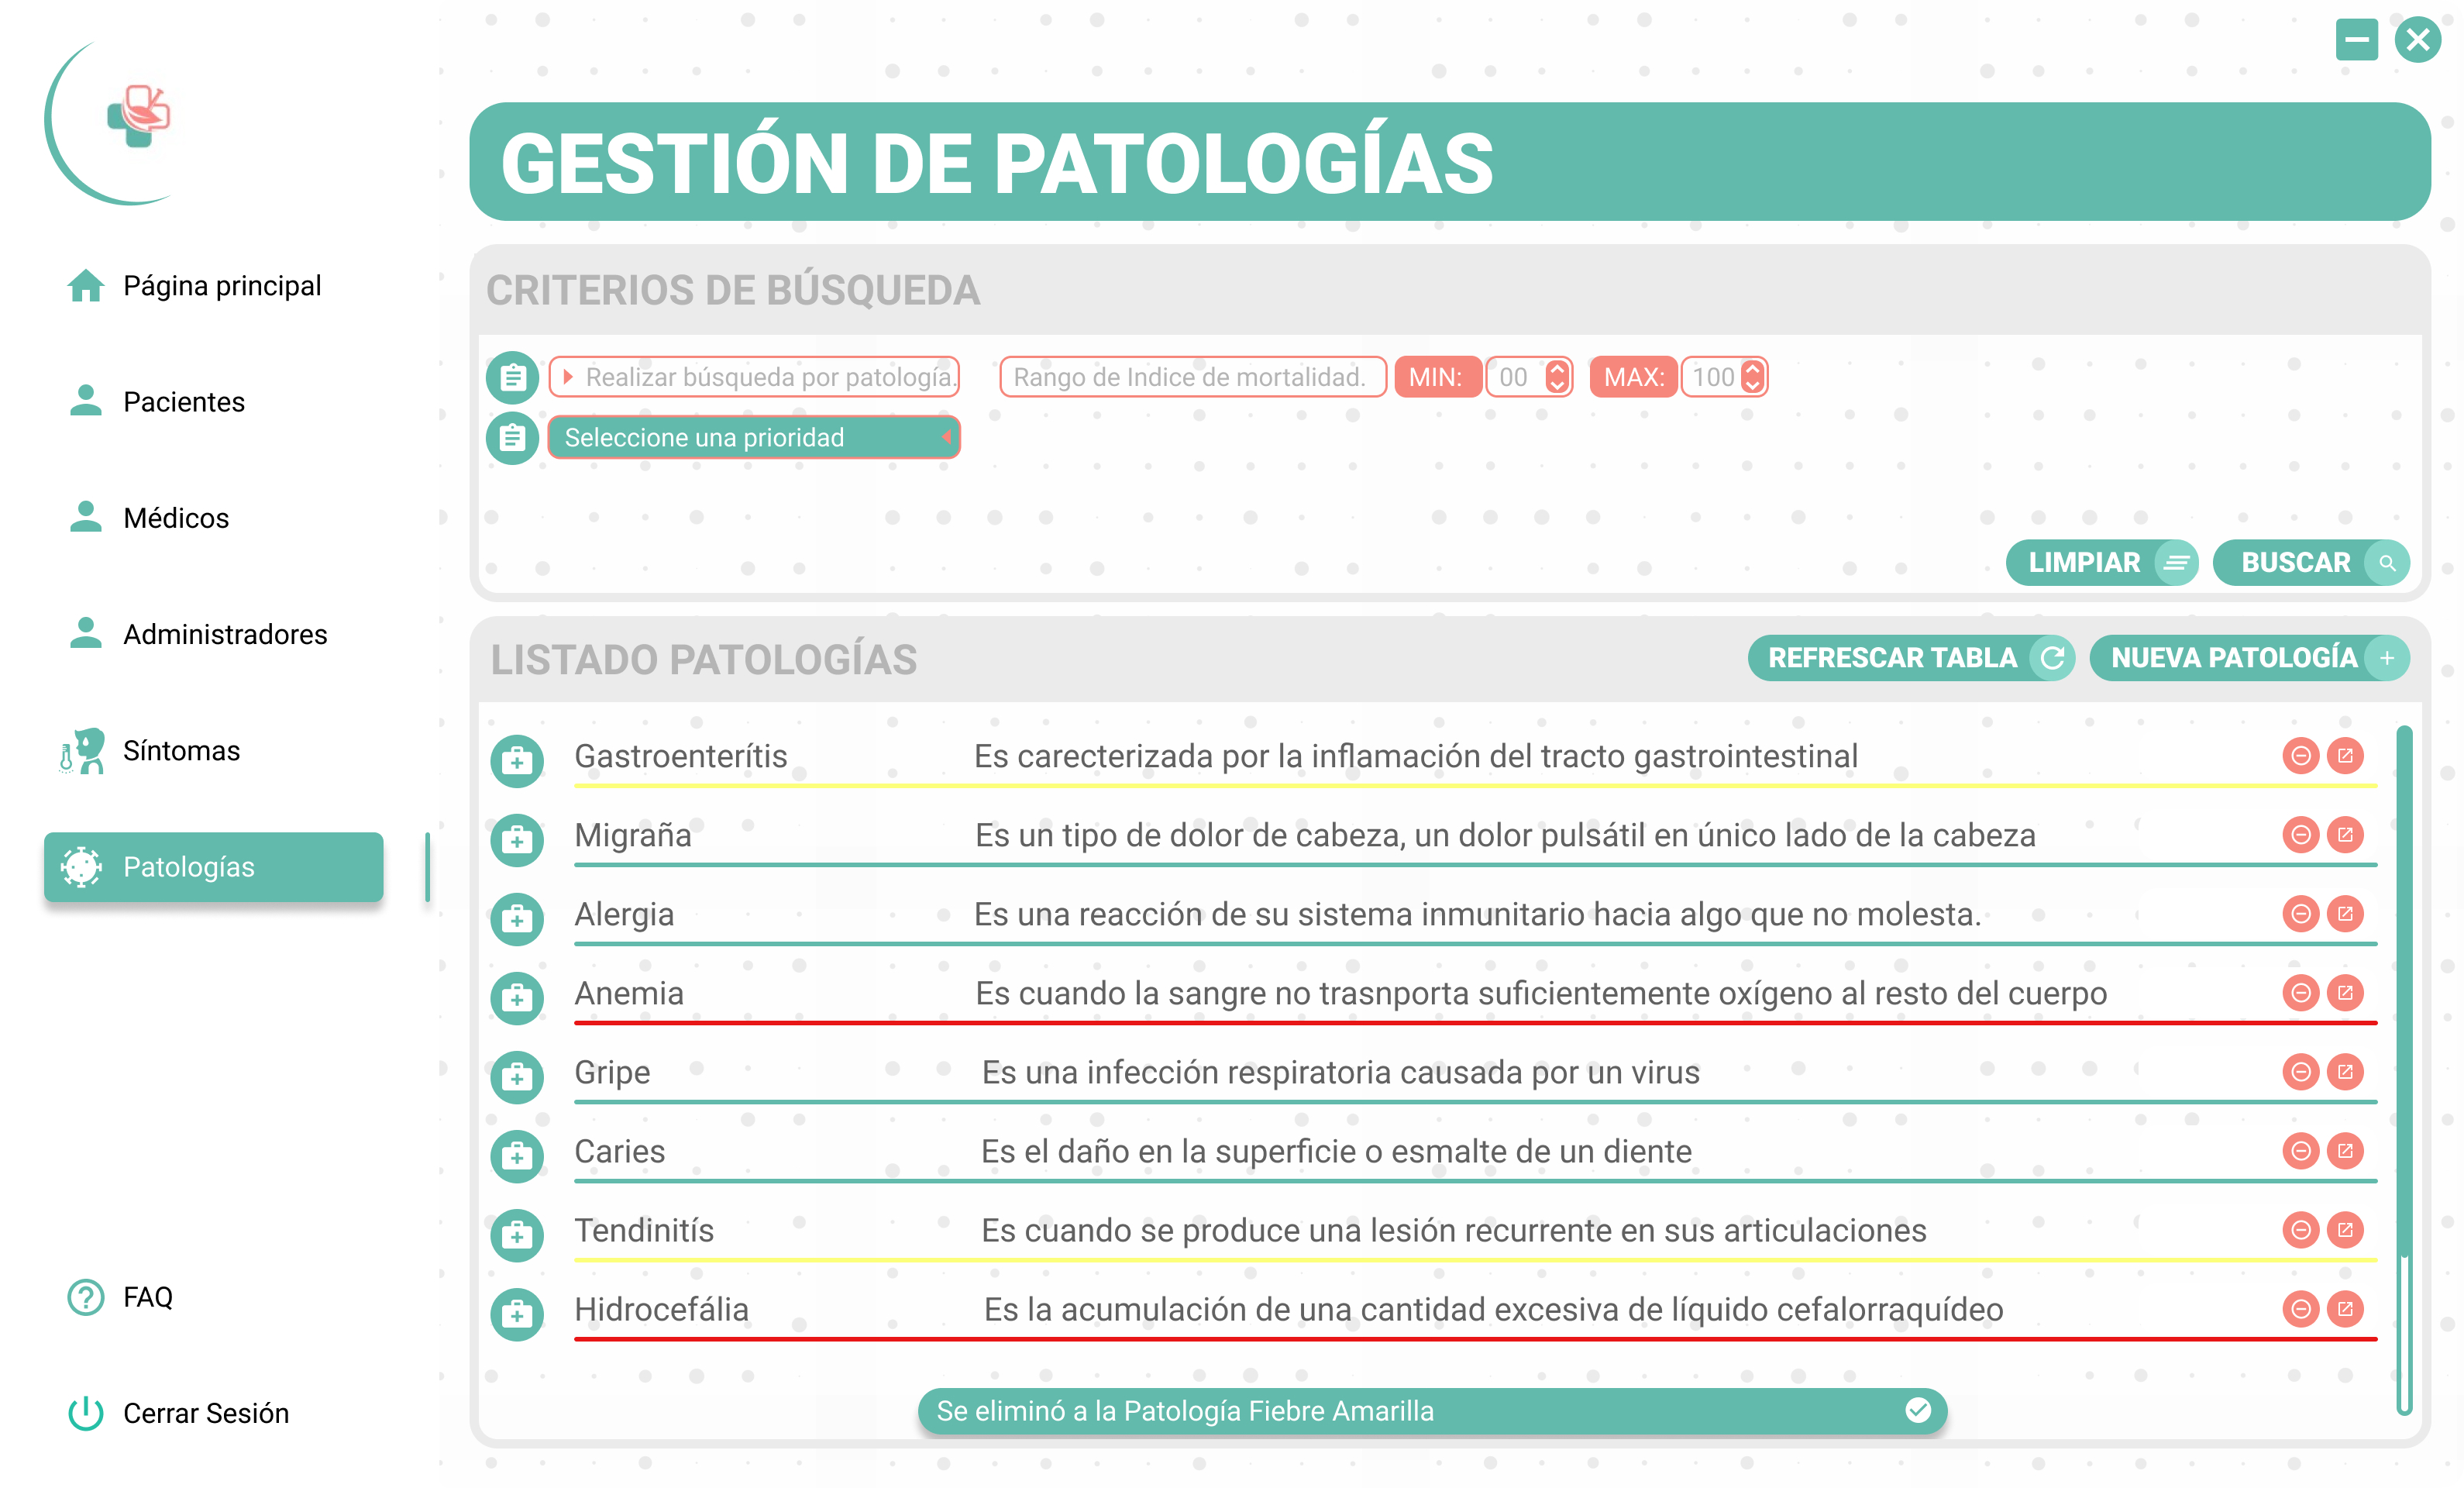 GESTIÓN DE PATOLOGÍAS
Página principal
Pacientes
Médicos
Administradores
Síntomas
Patologías
FAQ
Cerrar Sesión
CRITERIOS DE BÚSQUEDA
Realizar búsqueda por patología. Rango de Indice de mortalidad. MIN: 00 MAX: 100
Seleccione una prioridad
LIMPIAR BUSCAR
LISTADO PATOLOGÍAS REFRESCAR TABLA NUEVA PATOLOGÍA
Gastroenterítis Es carecterizada por la inflamación del tracto gastrointestinal
Migraña Es un tipo de dolor de cabeza, un dolor pulsátil en único lado de la cabeza
Alergia Es una reacción de su sistema inmunitario hacia algo que no molesta.
Anemia Es cuando la sangre no trasnporta suficientemente oxígeno al resto del cuerpo
Gripe Es una infección respiratoria causada por un virus
Caries Es el daño en la superficie o esmalte de un diente
Tendinitís Es cuando se produce una lesión recurrente en sus articulaciones
Hidrocefália Es la acumulación de una cantidad excesiva de líquido cefalorraquídeo
Se eliminó a la Patología Fiebre Amarilla